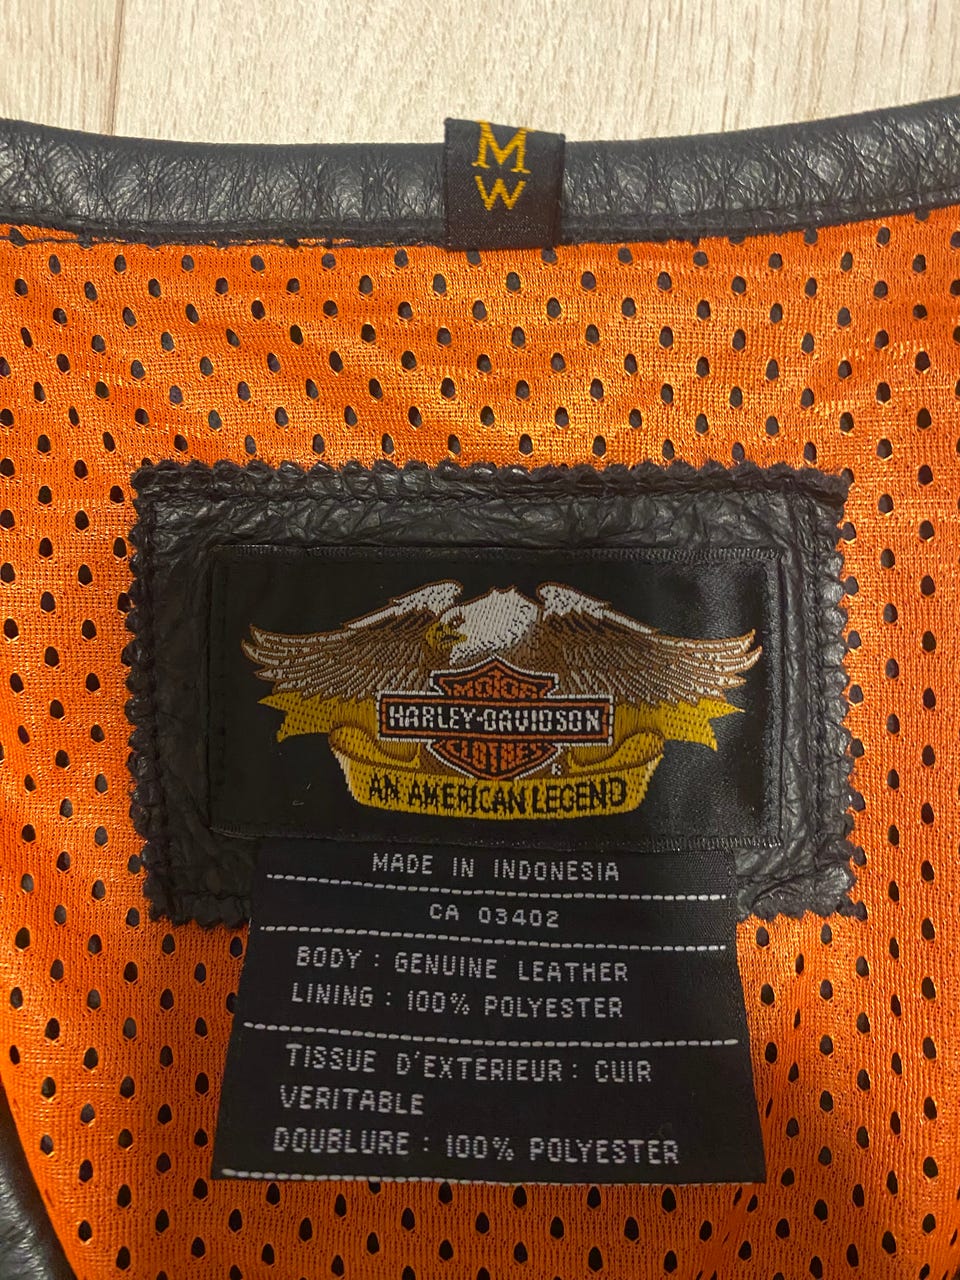 M
W
MOTOR
HARLEY-DAVIDSON
CLOTHES
®
AN AMERICAN LEGEND
MADE IN INDONESIA
CA 03402
BODY : GENUINE LEATHER
LINING : 100% POLYESTER
TISSUE D'EXTERIEUR : CUIR
VERITABLE
DOUBLURE : 100% POLYESTER